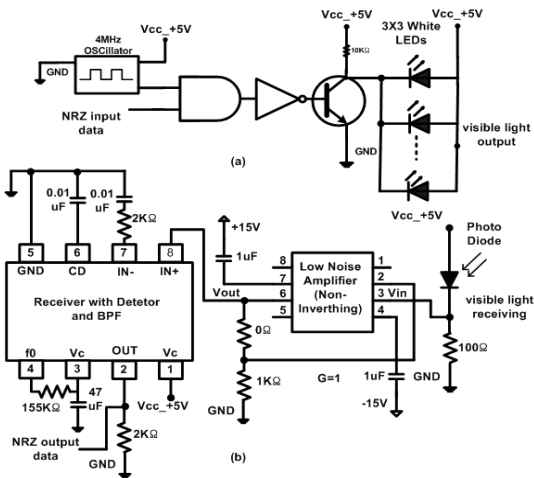 Vcc_+5V
4MHz
OSCillator
GND
NRZ input
data
Vcc_+5V
10KΩ
3X3 White
LEDs
Vcc_+5V
GND
visible light
output
(a)
0.01
uF
0.01
uF
2KΩ
5
6
7
8
GND
CD
IN-
IN+
Receiver with Detetor
and BPF
f0
Vc
OUT
Vc
4
3
2
1
155KΩ
47
uF
Vcc_+5V
NRZ output
data
2KΩ
GND
+15V
1uF
Vout
8
7
6
5
Low Noise
Amplifier
(Non-
Inverthing)
1
2
3 Vin
4
0Ω
1KΩ
GND
G=1
1uF
-15V
GND
Vcc_+5V
Photo
Diode
visible light
receiving
100Ω
(b)